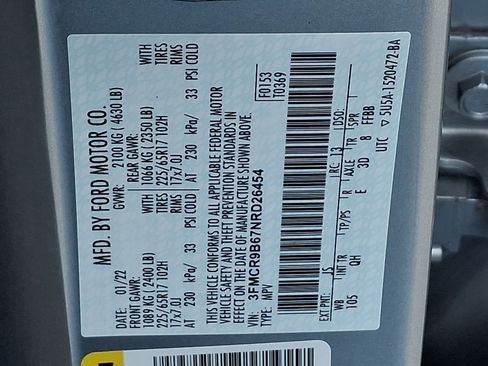 MFD. BY FORD MOTOR CO.
DATE: 01/22 GVWR: 2100 KG ( 4630 LB)
FRONT GAWR: REAR GAWR:
1089 KG ( 2400 LB) WITH 1066 KG ( 2350 LB) WITH
225/65R17 102H TIRES 225/65R17 102H TIRES
17x7.0J RIMS 17x7.0J RIMS
AT 230 kPa/ 33 PSI COLD AT 230 kPa/ 33 PSI COLD
THIS VEHICLE CONFORMS TO ALL APPLICABLE FEDERAL MOTOR
VEHICLE SAFETY AND THEFT PREVENTION STANDARDS IN
EFFECT ON THE DATE OF MANUFACTURE SHOWN ABOVE.
VIN: 3FMCR9B67NRD26454 F0153
TYPE: MPV T0369
EXT PNT: JS RC: 13 DSO:
WB INT TR TP/PS R AXLE TR SPR
105 QH E 3D 8 FFBB
5U5A-1520472-BA